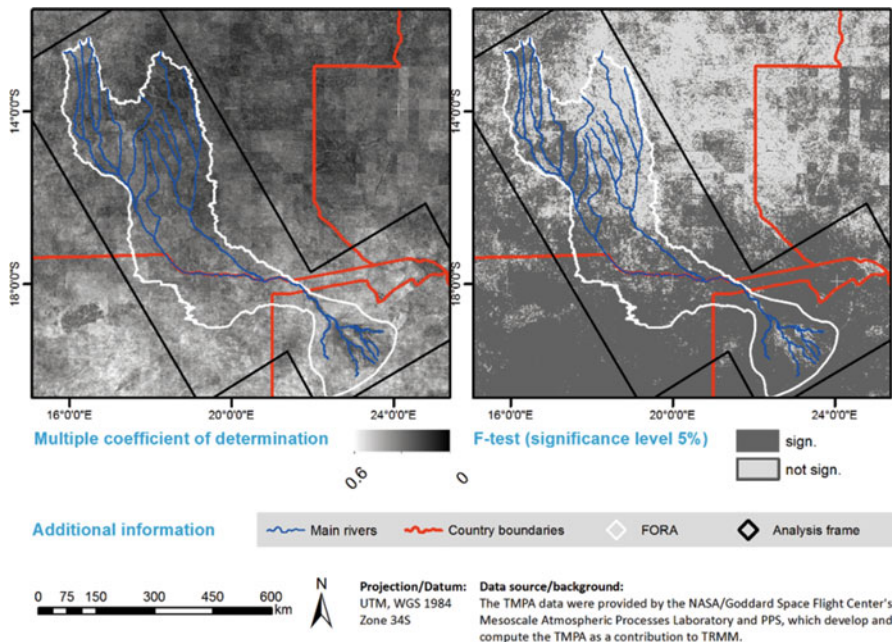 14°0'0"S
18°0'0"S
16°0'0"E
20°0'0"E
24°0'0"E
14°0'0"S
18°0'0"S
16°0'0"E
20°0'0"E
24°0'0"E
Multiple coefficient of determination
0.6
0
F-test (significance level 5%)
sign.
not sign.
Additional information
Main rivers
Country boundaries
FORA
Analysis frame
0 75 150 300 450 600
km
N
Projection/Datum:
UTM, WGS 1984
Zone 34S
Data source/background:
The TMPA data were provided by the NASA/Goddard Space Flight Center's
Mesoscale Atmospheric Processes Laboratory and PPS, which develop and
compute the TMPA as a contribution to TRMM.